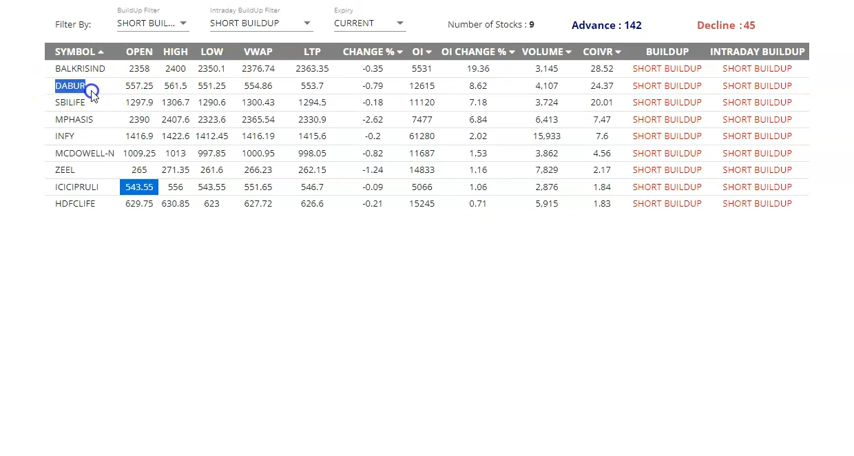 BuildUp Filter Intraday BuildUp Filter Expiry
Filter By: SHORT BUIL... SHORT BUILDUP CURRENT Number of Stocks : 9 Advance : 142 Decline : 45
SYMBOL OPEN HIGH LOW VWAP LTP CHANGE % OI OI CHANGE % VOLUME COIVR BUILDUP INTRADAY BUILDUP
BALKRISIND 2358 2400 2350.1 2376.74 2363.35 -0.35 5531 19.36 3,145 28.52 SHORT BUILDUP SHORT BUILDUP
DABUR 557.25 561.5 551.25 554.86 553.7 -0.79 12615 8.62 4,107 24.37 SHORT BUILDUP SHORT BUILDUP
SBILIFE 1297.9 1306.7 1290.6 1300.43 1294.5 -0.18 11120 7.18 3,724 20.01 SHORT BUILDUP SHORT BUILDUP
MPHASIS 2390 2407.6 2323.6 2365.54 2330.9 -2.62 7477 6.84 6,413 7.47 SHORT BUILDUP SHORT BUILDUP
INFY 1416.9 1422.6 1412.45 1416.19 1415.6 -0.2 61280 2.02 15,933 7.6 SHORT BUILDUP SHORT BUILDUP
MCDOWELL-N 1009.25 1013 997.85 1000.95 998.05 -0.82 11687 1.53 3,862 4.56 SHORT BUILDUP SHORT BUILDUP
ZEEL 265 271.35 261.6 266.23 262.15 -1.24 14833 1.16 7,829 2.17 SHORT BUILDUP SHORT BUILDUP
ICICIPRULI 543.55 556 543.55 551.65 546.7 -0.09 5066 1.06 2,876 1.84 SHORT BUILDUP SHORT BUILDUP
HDFCLIFE 629.75 630.85 623 627.72 626.6 -0.21 15245 0.71 5,915 1.83 SHORT BUILDUP SHORT BUILDUP